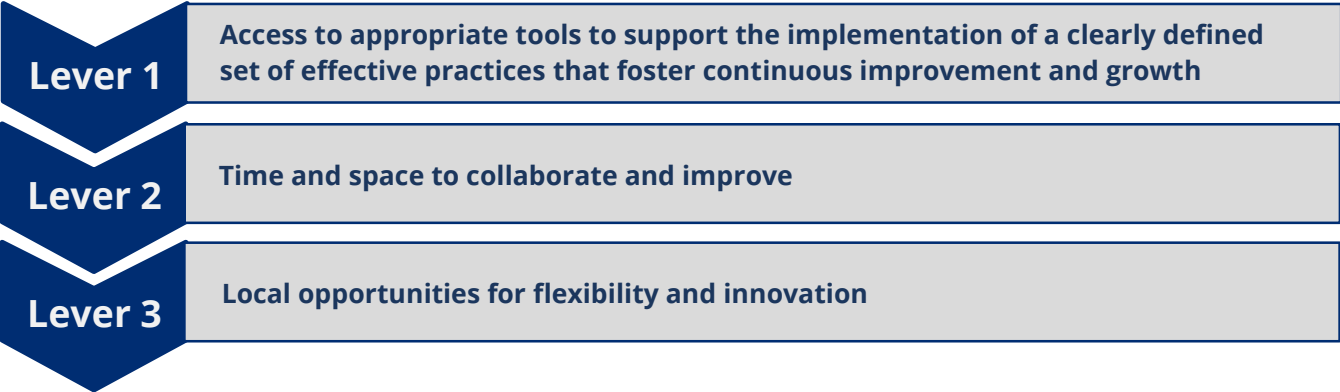 Lever 1
Access to appropriate tools to support the implementation of a clearly defined
set of effective practices that foster continuous improvement and growth
Lever 2
Time and space to collaborate and improve
Lever 3
Local opportunities for flexibility and innovation